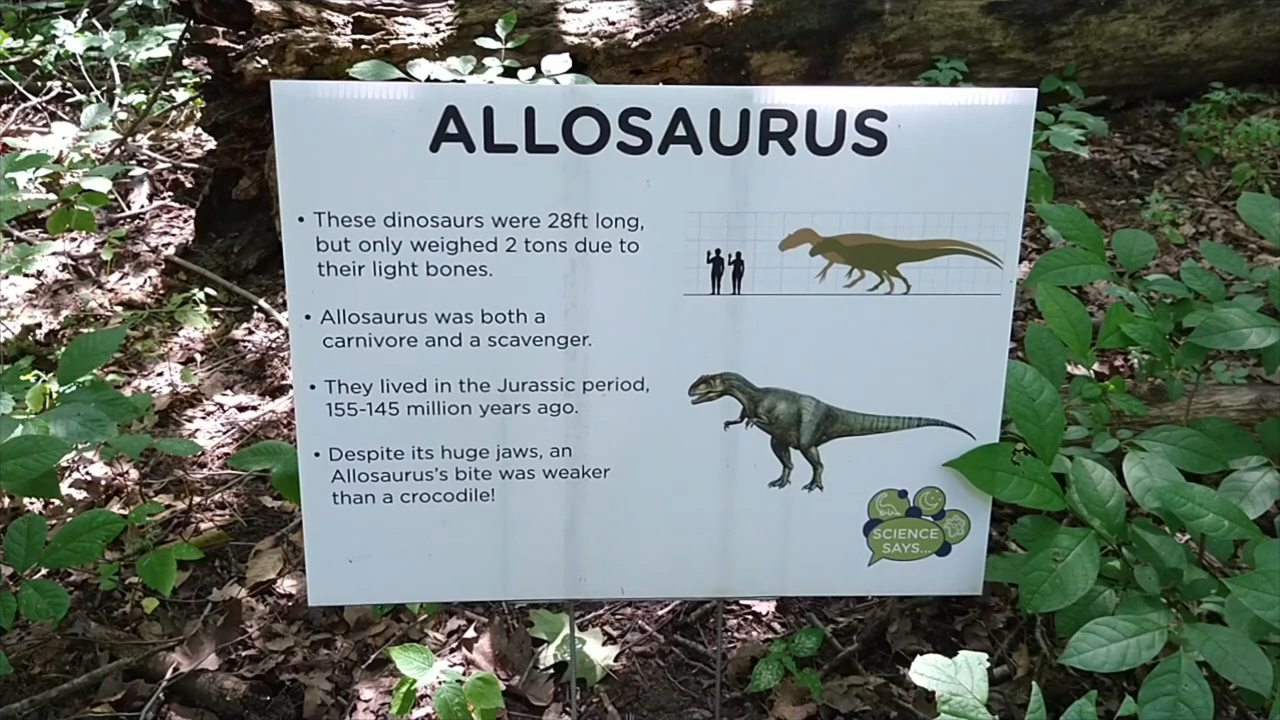 ALLOSAURUS
• These dinosaurs were 28ft long,
but only weighed 2 tons due to
their light bones.
• Allosaurus was both a
carnivore and a scavenger.
• They lived in the Jurassic period,
155-145 million years ago.
• Despite its huge jaws, an
Allosaurus's bite was weaker
than a crocodile!
SCIENCE
SAYS...